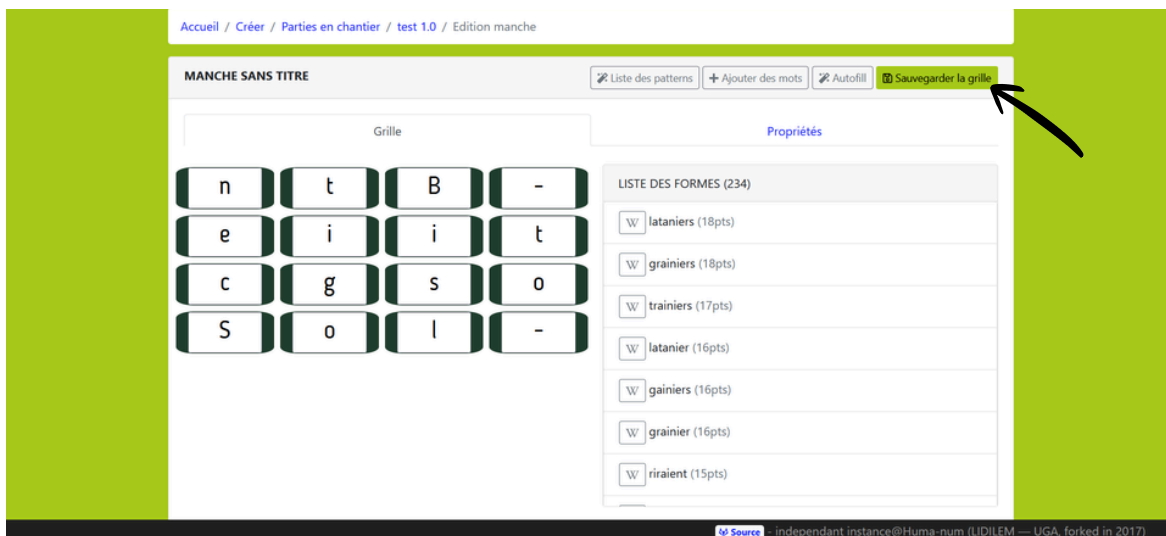 Accueil / Créer / Parties en chantier / test 1.0 / Edition manche
MANCHE SANS TITRE
Liste des patterns
Ajouter des mots
Autofill
Sauvegarder la grille
Grille
Propriétés
n t B -
e i i t
c g s o
S o l -
LISTE DES FORMES (234)
W lataniers (18pts)
W grainiers (18pts)
W trainiers (17pts)
W latanier (16pts)
W gainiers (16pts)
W grainier (16pts)
W riraient (15pts)
Source - independant instance@Huma-num (LIDILEM — UGA, forked in 2017)